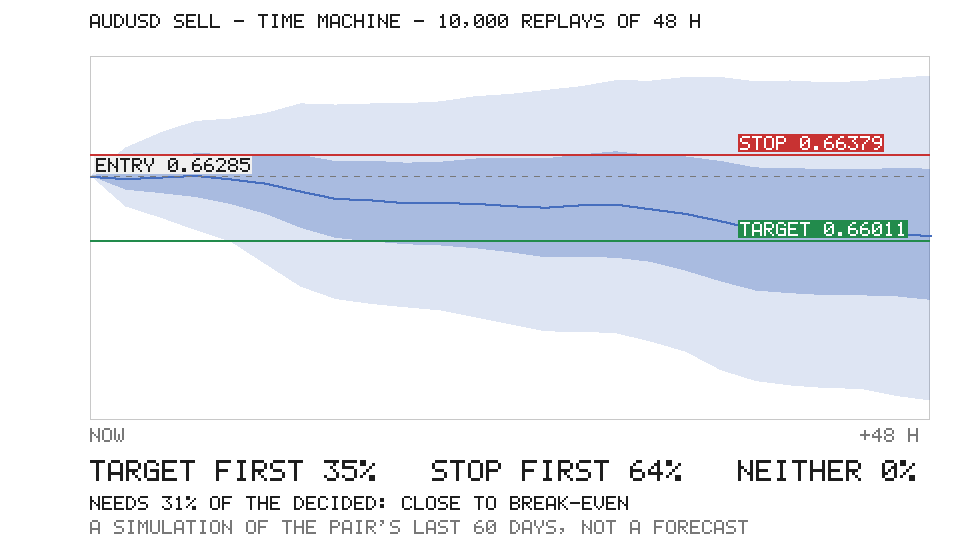 AUDUSD SELL - TIME MACHINE - 10,000 REPLAYS OF 48 H
STOP 0.66379
ENTRY 0.66285
TARGET 0.66011
NOW +48 H
TARGET FIRST 35% STOP FIRST 64% NEITHER 0%
NEEDS 31% OF THE DECIDED: CLOSE TO BREAK-EVEN
A SIMULATION OF THE PAIR'S LAST 60 DAYS, NOT A FORECAST